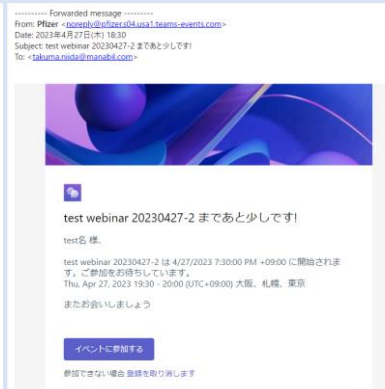 ---------- Forwarded message ---------
From: Pfizer <noreply@pfizer.s04.usa1.teams-events.com>
Date: 2023年4月27日(木) 18:30
Subject: test webinar 20230427-2 まであと少しです!
To: <takuma.niida@manabil.com>
test webinar 20230427-2 まであと少しです!
test名 様、
test webinar 20230427-2 は 4/27/2023 7:30:00 PM +09:00 に開始されま
す。ご参加をお待ちしています。
Thu, Apr 27, 2023 19:30 - 20:00 (UTC+09:00) 大阪、札幌、東京
またお会いしましょう
イベントに参加する
参加できない場合 登録を取り消します